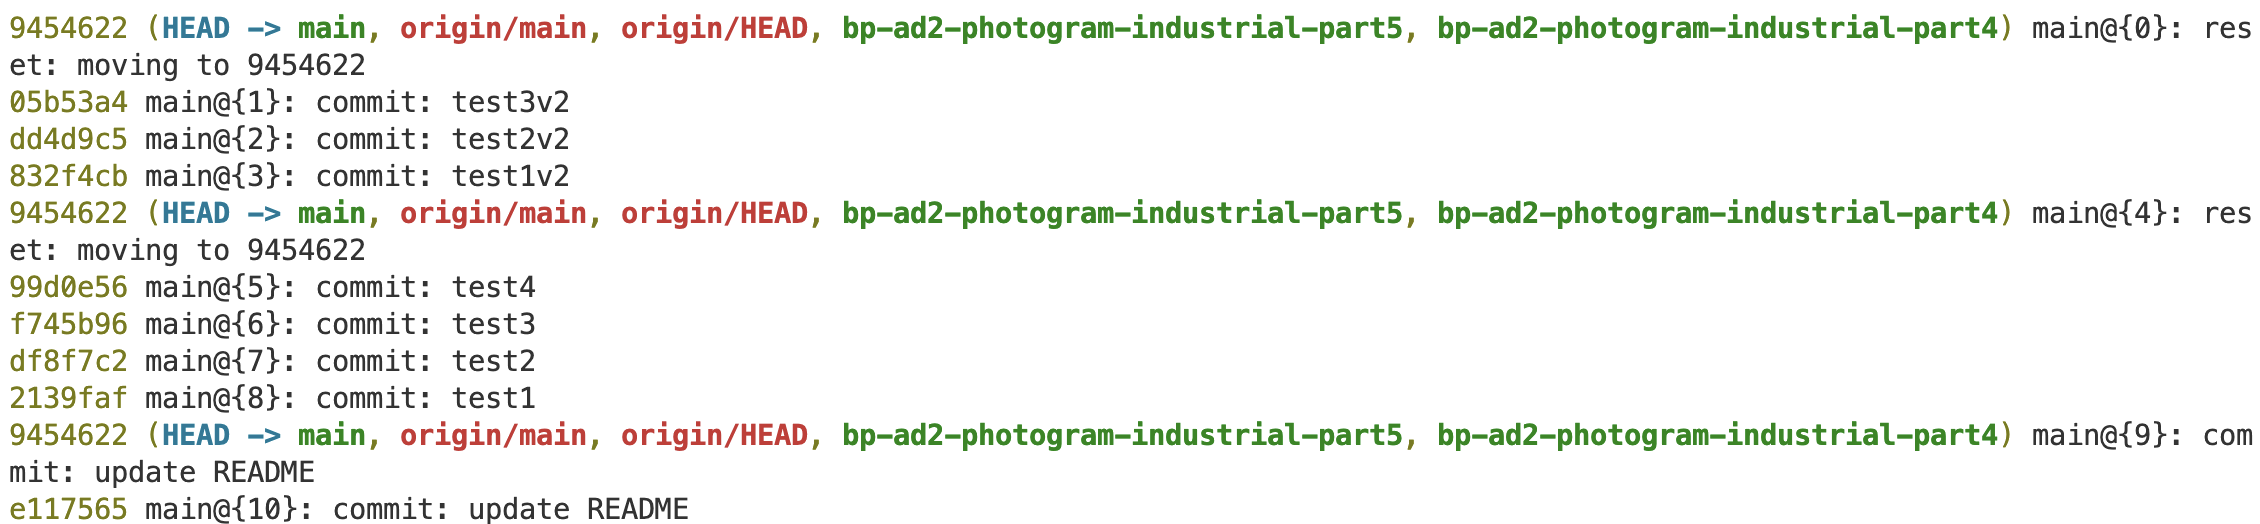 9454622 (HEAD -> main, origin/main, origin/HEAD, bp-ad2-photogram-industrial-part5, bp-ad2-photogram-industrial-part4) main@{0}: res
et: moving to 9454622
05b53a4 main@{1}: commit: test3v2
dd4d9c5 main@{2}: commit: test2v2
832f4cb main@{3}: commit: test1v2
9454622 (HEAD -> main, origin/main, origin/HEAD, bp-ad2-photogram-industrial-part5, bp-ad2-photogram-industrial-part4) main@{4}: res
et: moving to 9454622
99d0e56 main@{5}: commit: test4
f745b96 main@{6}: commit: test3
df8f7c2 main@{7}: commit: test2
2139faf main@{8}: commit: test1
9454622 (HEAD -> main, origin/main, origin/HEAD, bp-ad2-photogram-industrial-part5, bp-ad2-photogram-industrial-part4) main@{9}: com
mit: update README
e117565 main@{10}: commit: update README